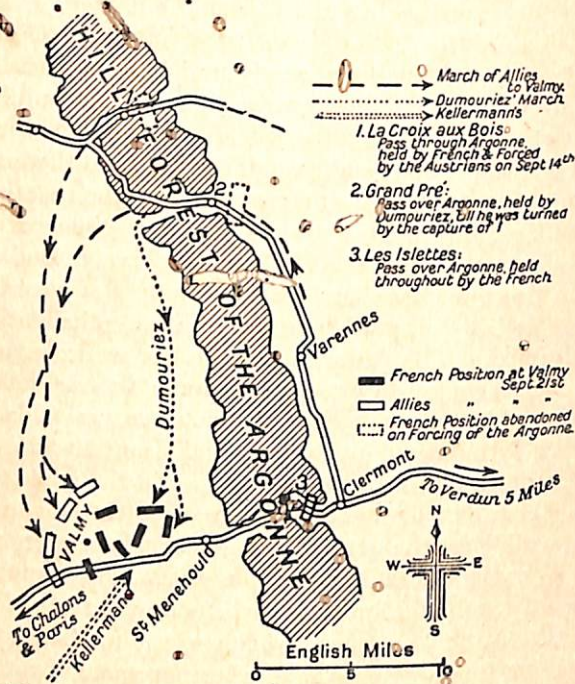 March of Allies
to Valmy.
Dumouriez' March.
Kellermann's
1. La Croix aux Bois
Pass through Argonne,
held by French & Forced
by the Austrians on Sept 14th
2. Grand Pré:
Pass over Argonne, held by
Dumouriez, till he was turned
by the capture of 1
3. Les Islettes:
Pass over Argonne, held
throughout by the French
HILL FOREST OF THE ARGONNE
1
2
3
Varennes
Dumouriez
French Position at Valmy
Sept. 21st
Allies " " "
French Position abandoned
on Forcing of the Argonne
Clermont
To Verdun 5 Miles
VALMY
St Menehould
Kellermann
To Chalons
& Paris
N
W E
S
English Miles
0 5 10